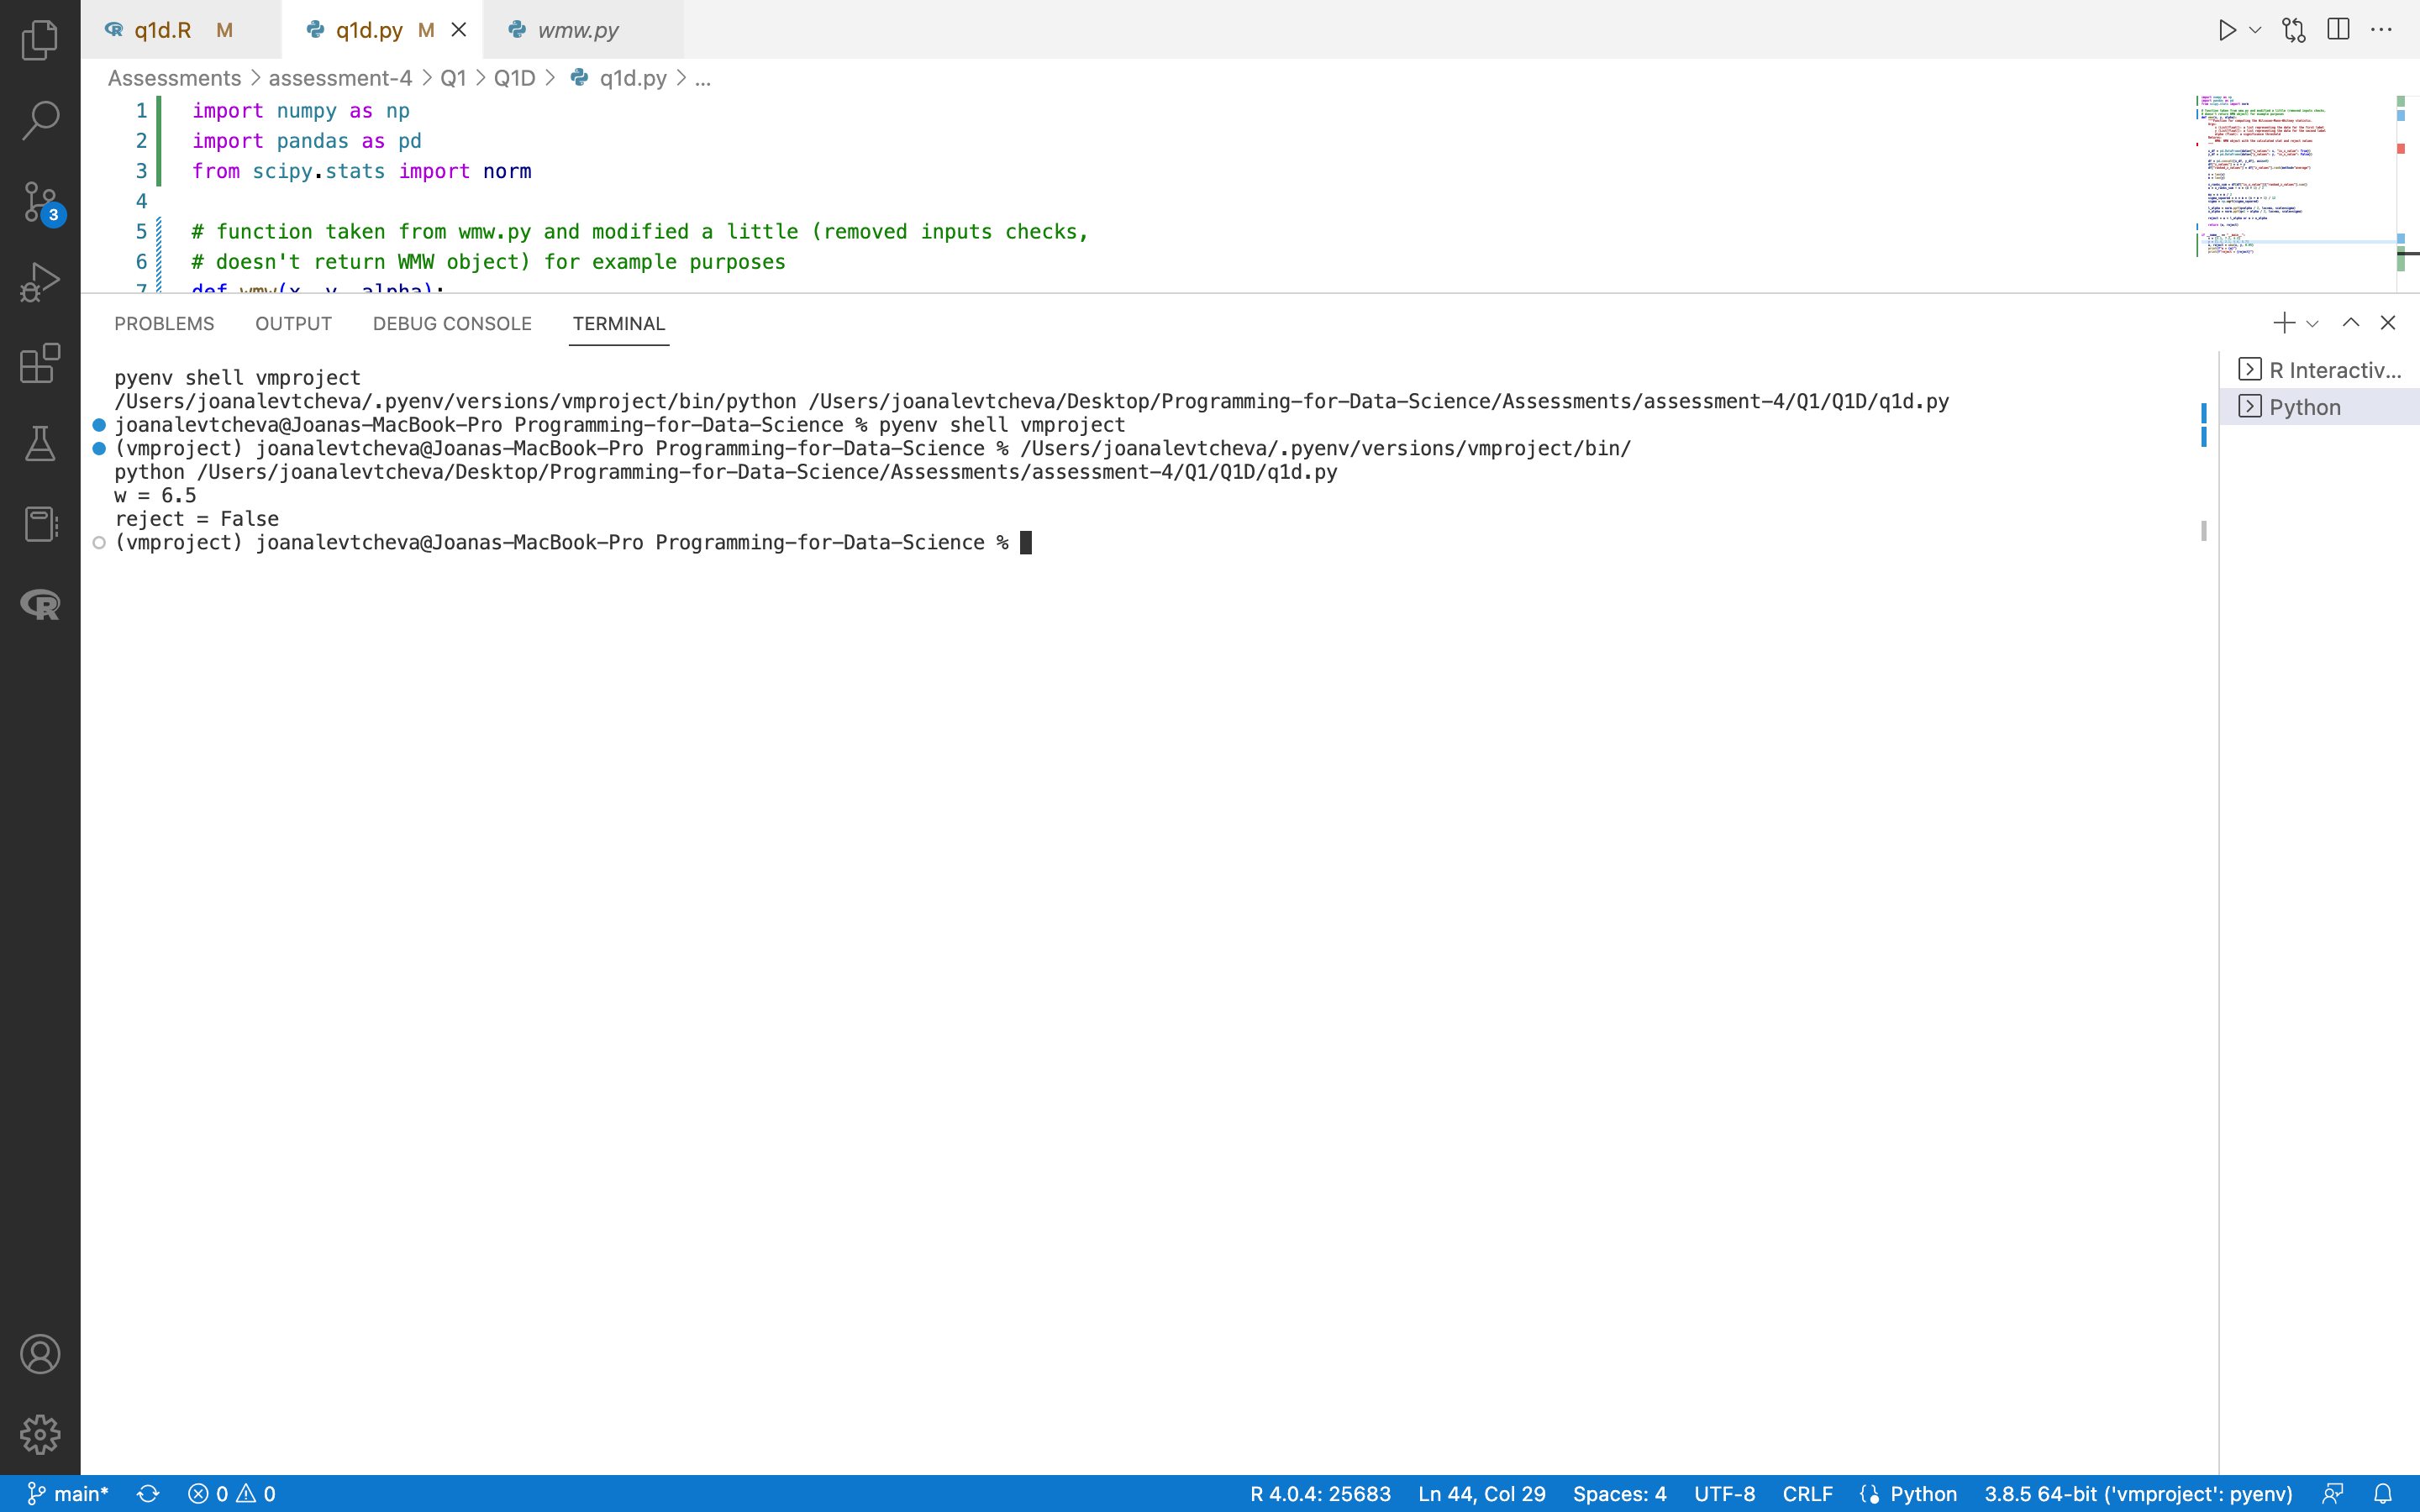 q1d.R M q1d.py M wmw.py
Assessments > assessment-4 > Q1 > Q1D > q1d.py > ...
1 import numpy as np
2 import pandas as pd
3 from scipy.stats import norm
4
5 # function taken from wmw.py and modified a little (removed inputs checks,
6 # doesn't return WMW object) for example purposes
7 def wmw(x, y, alpha):
PROBLEMS OUTPUT DEBUG CONSOLE TERMINAL
pyenv shell vmproject
/Users/joanalevtcheva/.pyenv/versions/vmproject/bin/python /Users/joanalevtcheva/Desktop/Programming-for-Data-Science/Assessments/assessment-4/Q1/Q1D/q1d.py
joanalevtcheva@Joanas-MacBook-Pro Programming-for-Data-Science % pyenv shell vmproject
(vmproject) joanalevtcheva@Joanas-MacBook-Pro Programming-for-Data-Science % /Users/joanalevtcheva/.pyenv/versions/vmproject/bin/
python /Users/joanalevtcheva/Desktop/Programming-for-Data-Science/Assessments/assessment-4/Q1/Q1D/q1d.py
w = 6.5
reject = False
(vmproject) joanalevtcheva@Joanas-MacBook-Pro Programming-for-Data-Science %
R Interactiv...
Python
3
main* 0 0 R 4.0.4: 25683 Ln 44, Col 29 Spaces: 4 UTF-8 CRLF Python 3.8.5 64-bit ('vmproject': pyenv)